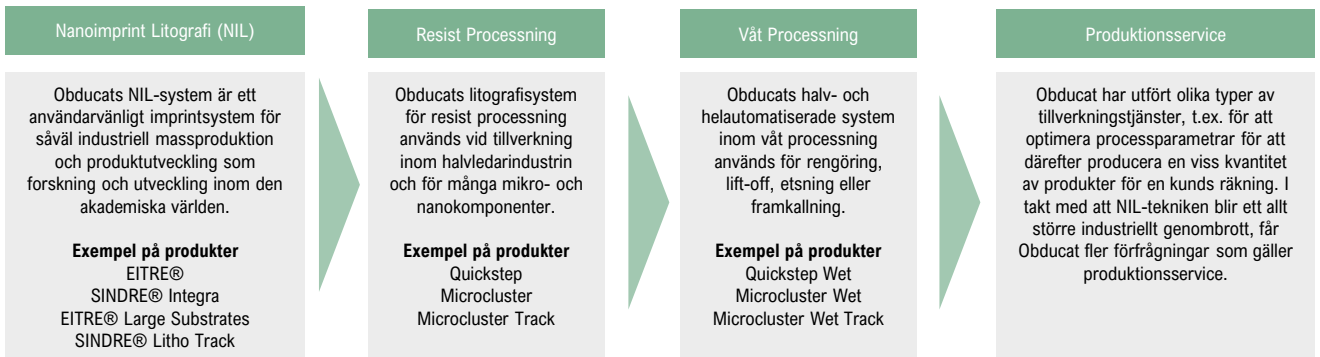 Nanoimprint Litografi (NIL)
Obducats NIL-system är ett
användarvänligt imprintsystem för
såväl industriell massproduktion
och produktutveckling som
forskning och utveckling inom den
akademiska världen.
Exempel på produkter
EITRE®
SINDRE® Integra
EITRE® Large Substrates
SINDRE® Litho Track
Resist Processning
Obducats litografisystem
för resist processning
används vid tillverkning
inom halvledarindustrin
och för många mikro- och
nanokomponenter.
Exempel på produkter
Quickstep
Microcluster
Microcluster Track
Våt Processning
Obducats halv- och
helautomatiserade system
inom våt processning
används för rengöring,
lift-off, etsning eller
framkallning.
Exempel på produkter
Quickstep Wet
Microcluster Wet
Microcluster Wet Track
Produktionsservice
Obducat har utfört olika typer av
tillverkningstjänster, t.ex. för att
optimera processparametrar för att
därefter producera en viss kvantitet
av produkter för en kunds räkning. I
takt med att NIL-tekniken blir ett allt
större industriellt genombrott, får
Obducat fler förfrågningar som gäller
produktionsservice.